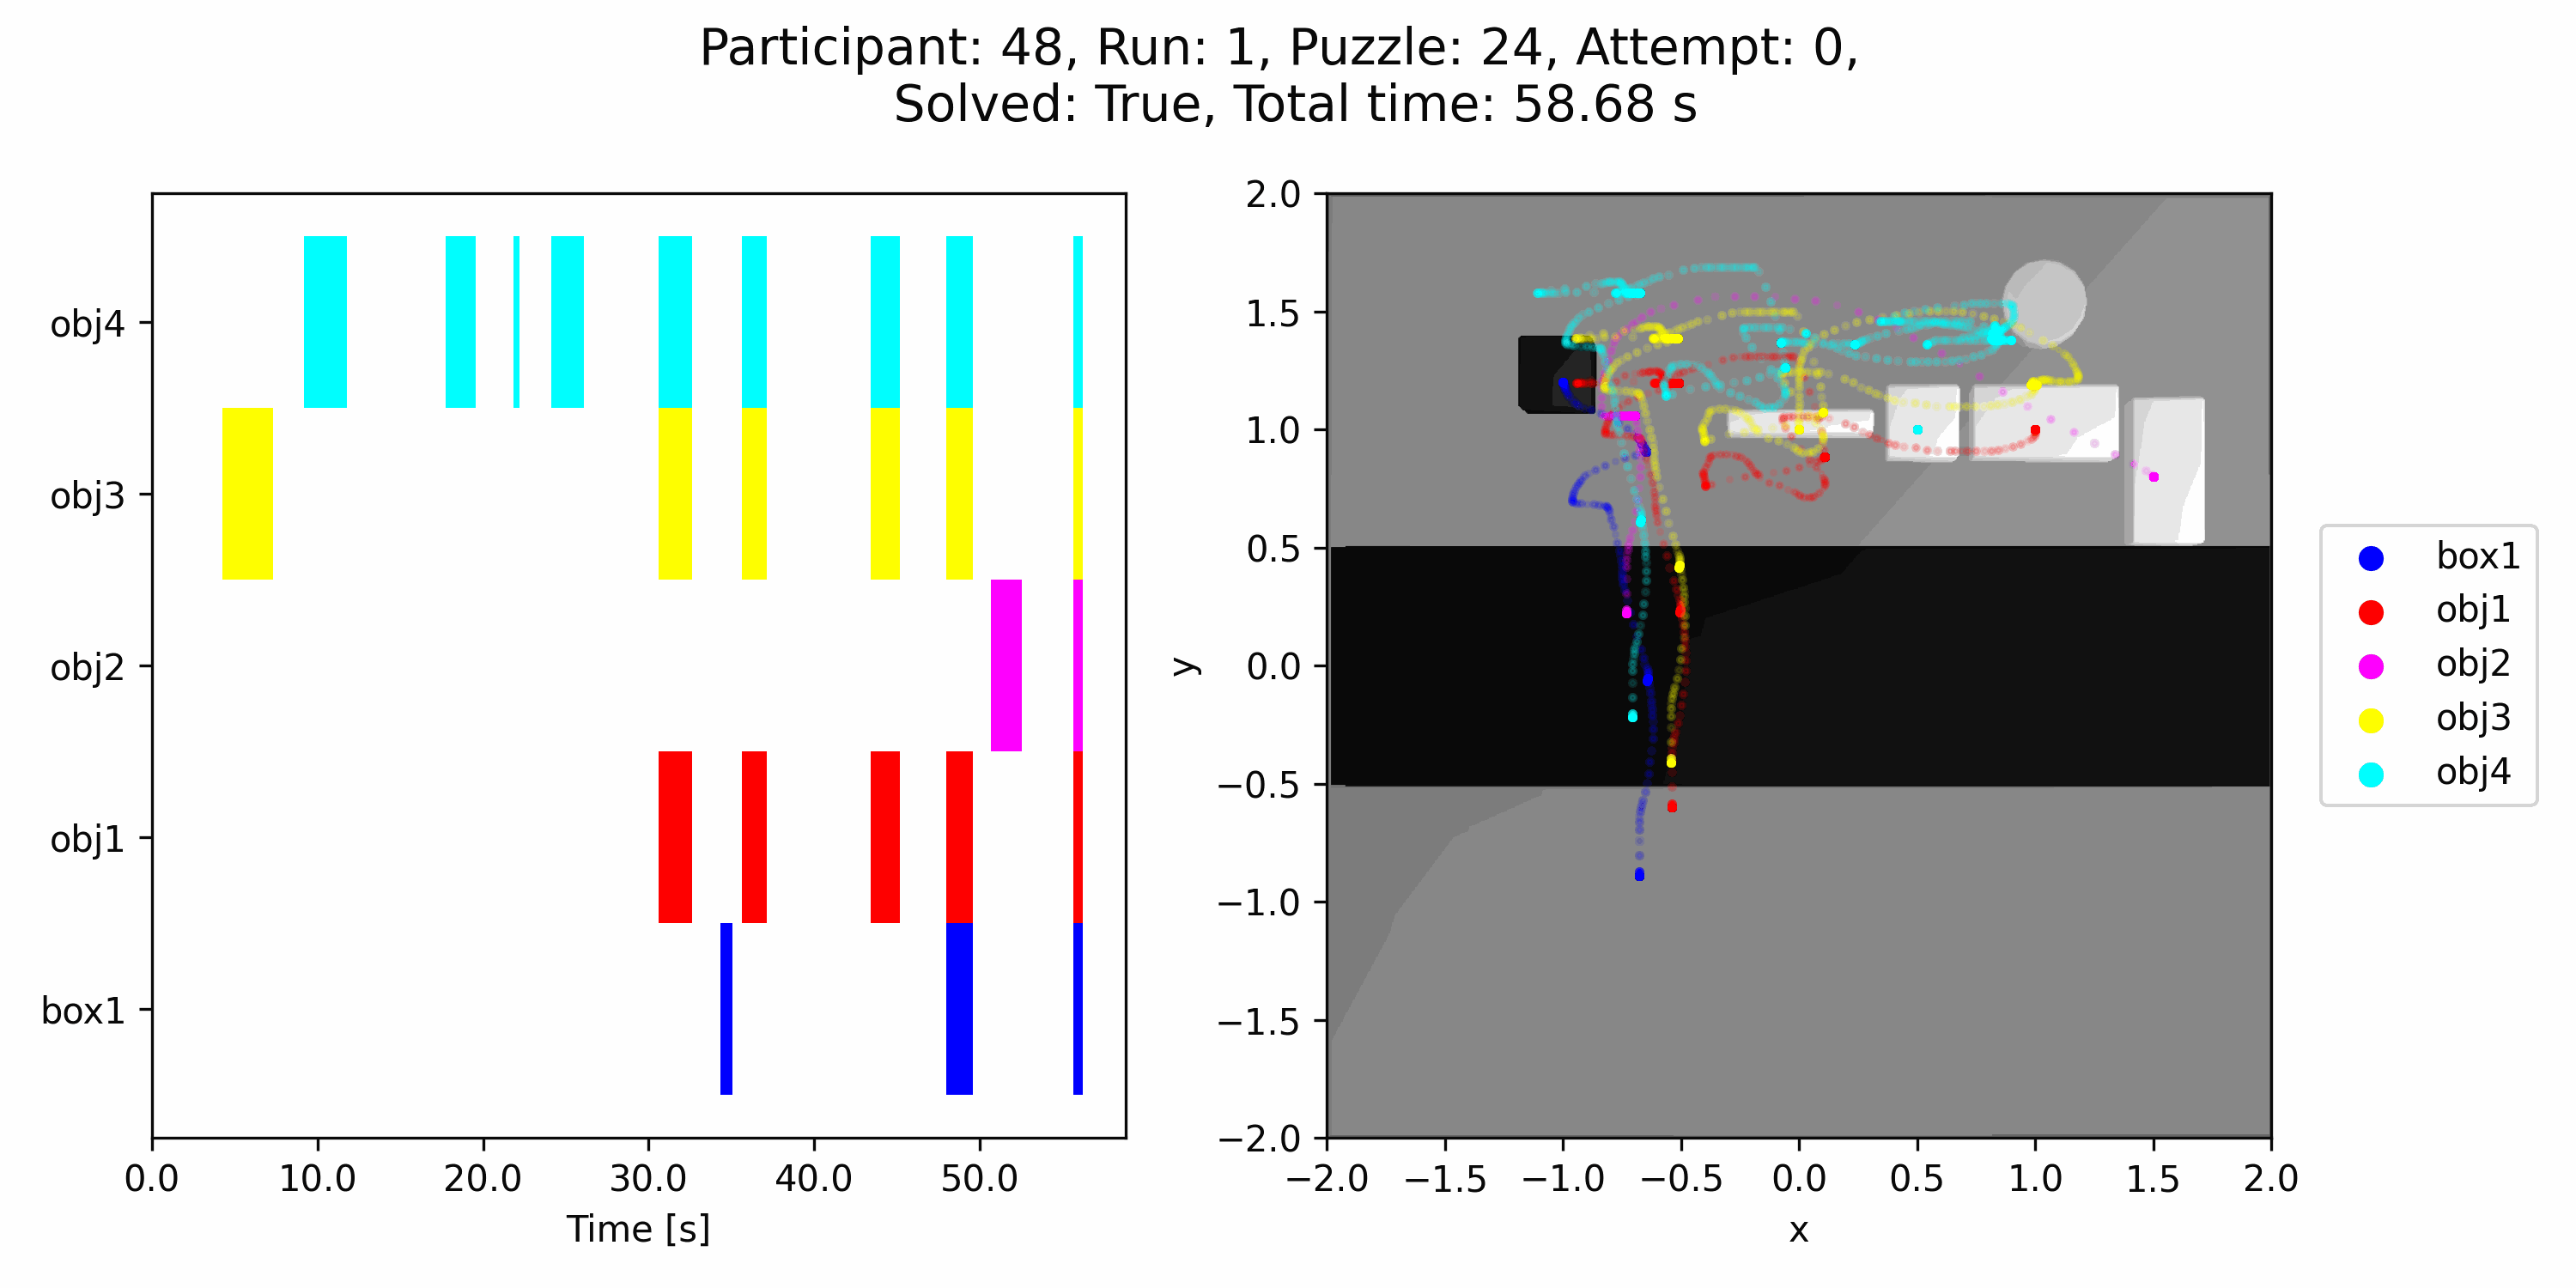 Participant: 48, Run: 1, Puzzle: 24, Attempt: 0,
Solved: True, Total time: 58.68 s
obj4
obj3
obj2
obj1
box1
0.0 10.0 20.0 30.0 40.0 50.0
Time [s]
2.0
1.5
1.0
0.5
0.0
−0.5
−1.0
−1.5
−2.0
y
−2.0 −1.5 −1.0 −0.5 0.0 0.5 1.0 1.5 2.0
x
box1
obj1
obj2
obj3
obj4